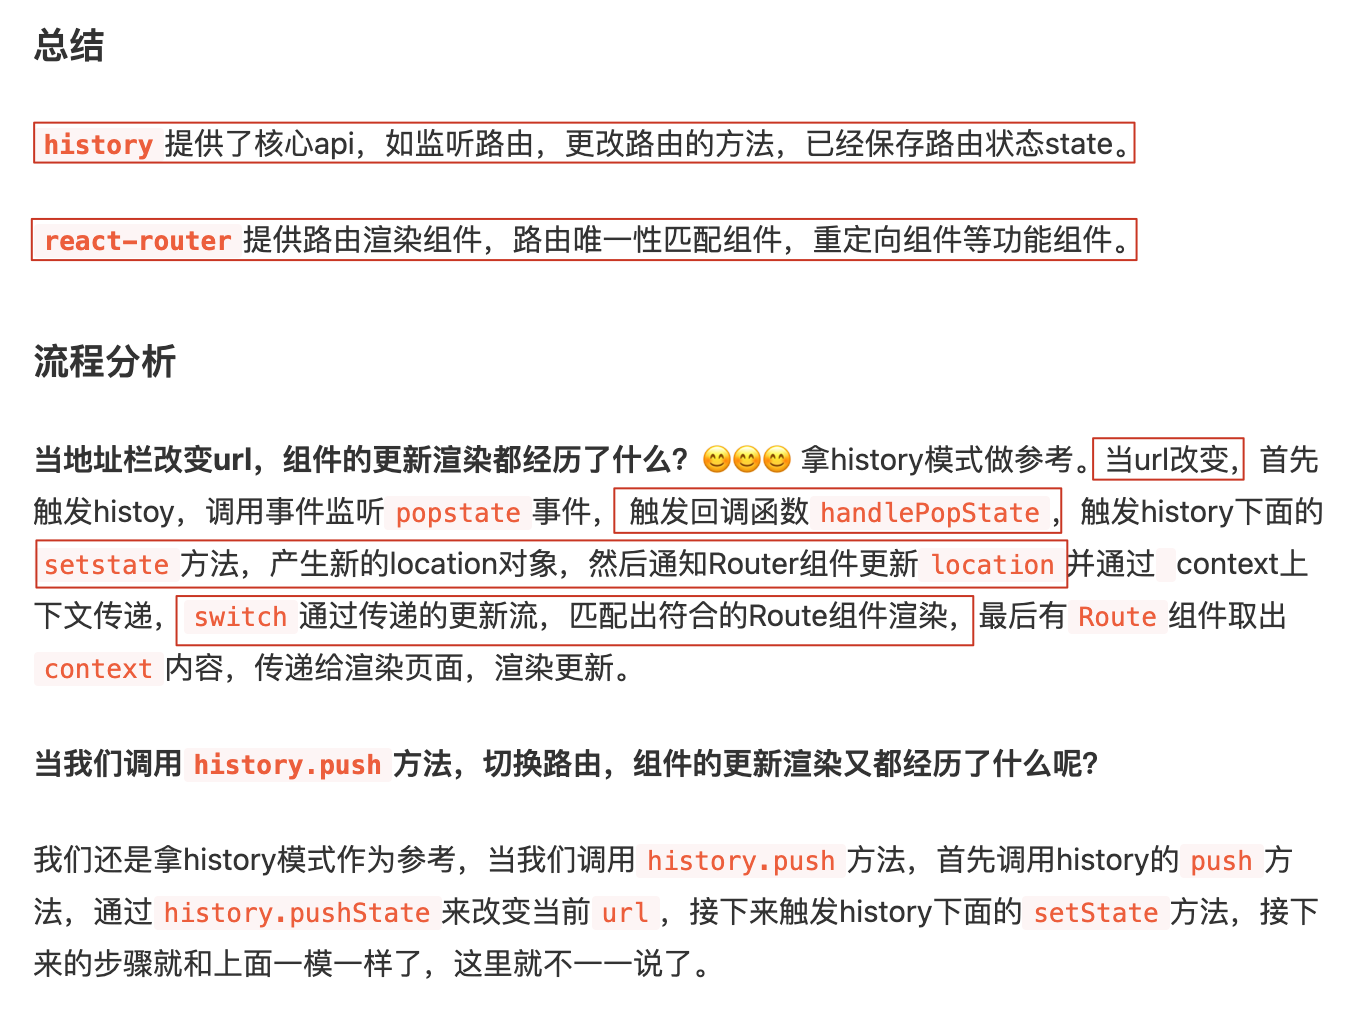 总结
history 提供了核心api，如监听路由，更改路由的方法，已经保存路由状态state。
react-router 提供路由渲染组件，路由唯一性匹配组件，重定向组件等功能组件。
流程分析
当地址栏改变url，组件的更新渲染都经历了什么？😊😊😊 拿history模式做参考。当url改变，首先
触发histoy，调用事件监听 popstate 事件，触发回调函数 handlePopState ，触发history下面的
setstate 方法，产生新的location对象，然后通知Router组件更新 location 并通过 context上
下文传递， switch 通过传递的更新流，匹配出符合的Route组件渲染，最后有 Route 组件取出
context 内容，传递给渲染页面，渲染更新。
当我们调用 history.push 方法，切换路由，组件的更新渲染又都经历了什么呢？
我们还是拿history模式作为参考，当我们调用 history.push 方法，首先调用history的 push 方
法，通过 history.pushState 来改变当前 url ，接下来触发history下面的 setState 方法，接下
来的步骤就和上面一模一样了，这里就不一一说了。